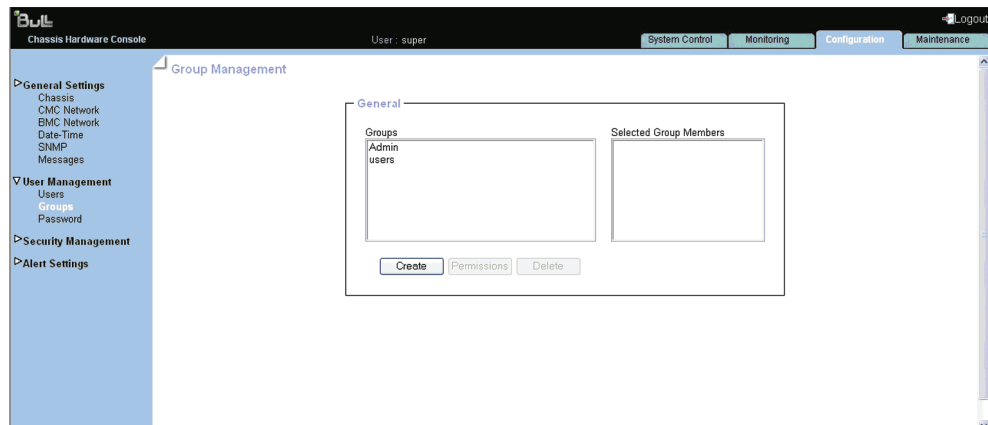 Bull
Logout
Chassis Hardware Console
User : super
System Control
Monitoring
Configuration
Maintenance
General Settings
Chassis
CMC Network
BMC Network
Date-Time
SNMP
Messages
User Management
Users
Groups
Password
Security Management
Alert Settings
Group Management
General
Groups
Admin
users
Selected Group Members
Create
Permissions
Delete